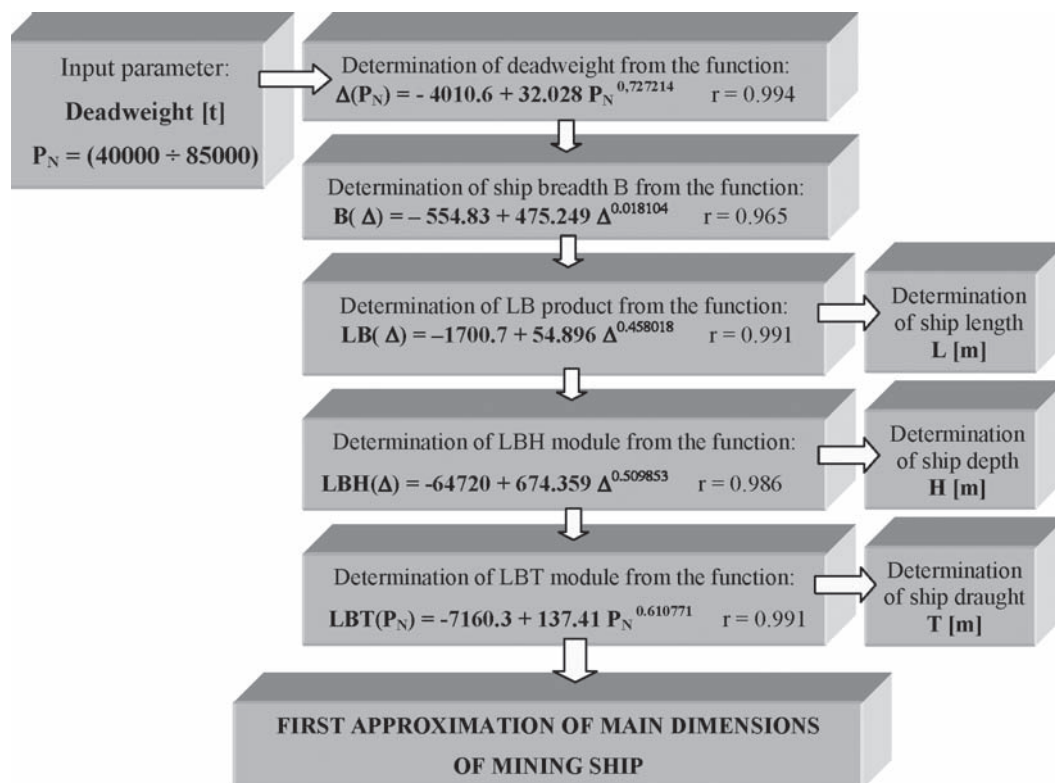 Input parameter:
Deadweight [t]
P_N = (40000 ÷ 85000)
Determination of deadweight from the function:
Δ(P_N) = - 4010.6 + 32.028 P_N^0,727214 r = 0.994
Determination of ship breadth B from the function:
B( Δ) = – 554.83 + 475.249 Δ^0.018104 r = 0.965
Determination of LB product from the function:
LB( Δ) = –1700.7 + 54.896 Δ^0.458018 r = 0.991
Determination
of ship length
L [m]
Determination of LBH module from the function:
LBH(Δ) = -64720 + 674.359 Δ^0.509853 r = 0.986
Determination
of ship depth
H [m]
Determination of LBT module from the function:
LBT(P_N) = -7160.3 + 137.41 P_N^0.610771 r = 0.991
Determination
of ship draught
T [m]
FIRST APPROXIMATION OF MAIN DIMENSIONS
OF MINING SHIP